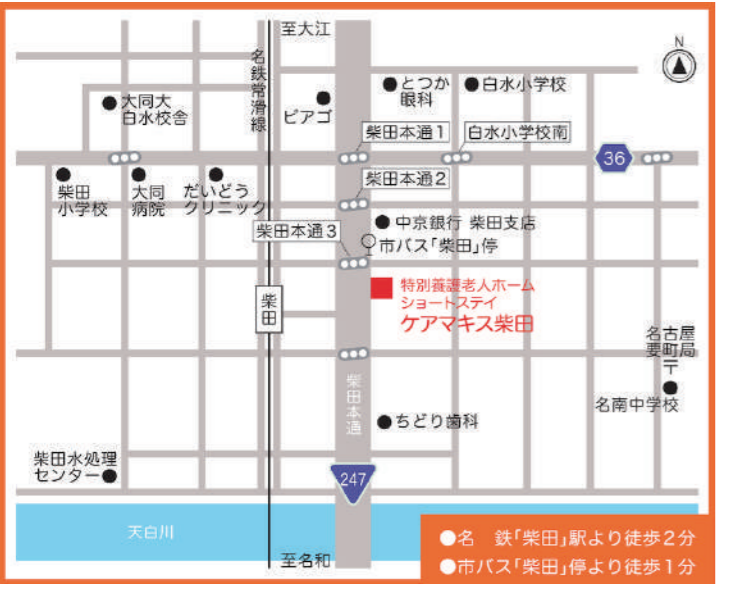 至大江
N
名鉄常滑線
とつか
眼科
白水小学校
大同大
白水校舎
ピアゴ
柴田本通1
白水小学校南
36
柴田
小学校
大同
病院
だいどう
クリニック
柴田本通2
中京銀行 柴田支店
柴田本通3
市バス「柴田」停
特別養護老人ホーム
ショートステイ
ケアマキス柴田
柴田
名古屋
要町局
〒
柴田本通
名南中学校
ちどり歯科
柴田水処理
センター
247
天白川
至名和
●名 鉄「柴田」駅より徒歩2分
●市バス「柴田」停より徒歩1分